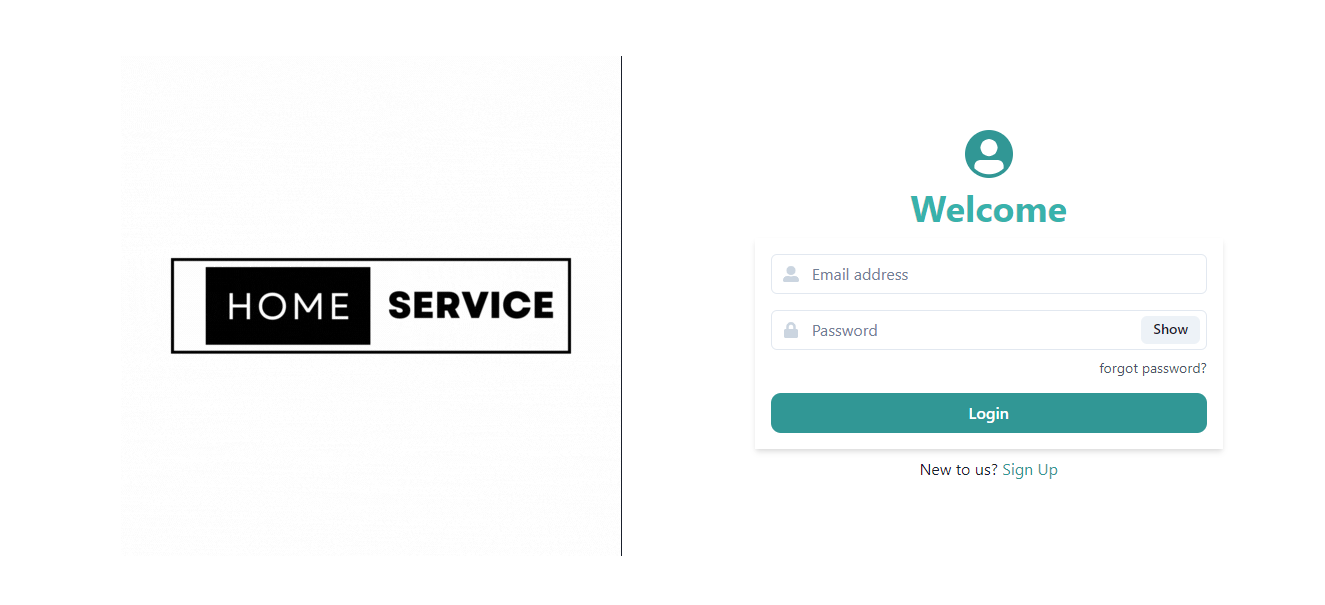 HOME SERVICE
Welcome
Email address
Password Show
forgot password?
Login
New to us? Sign Up